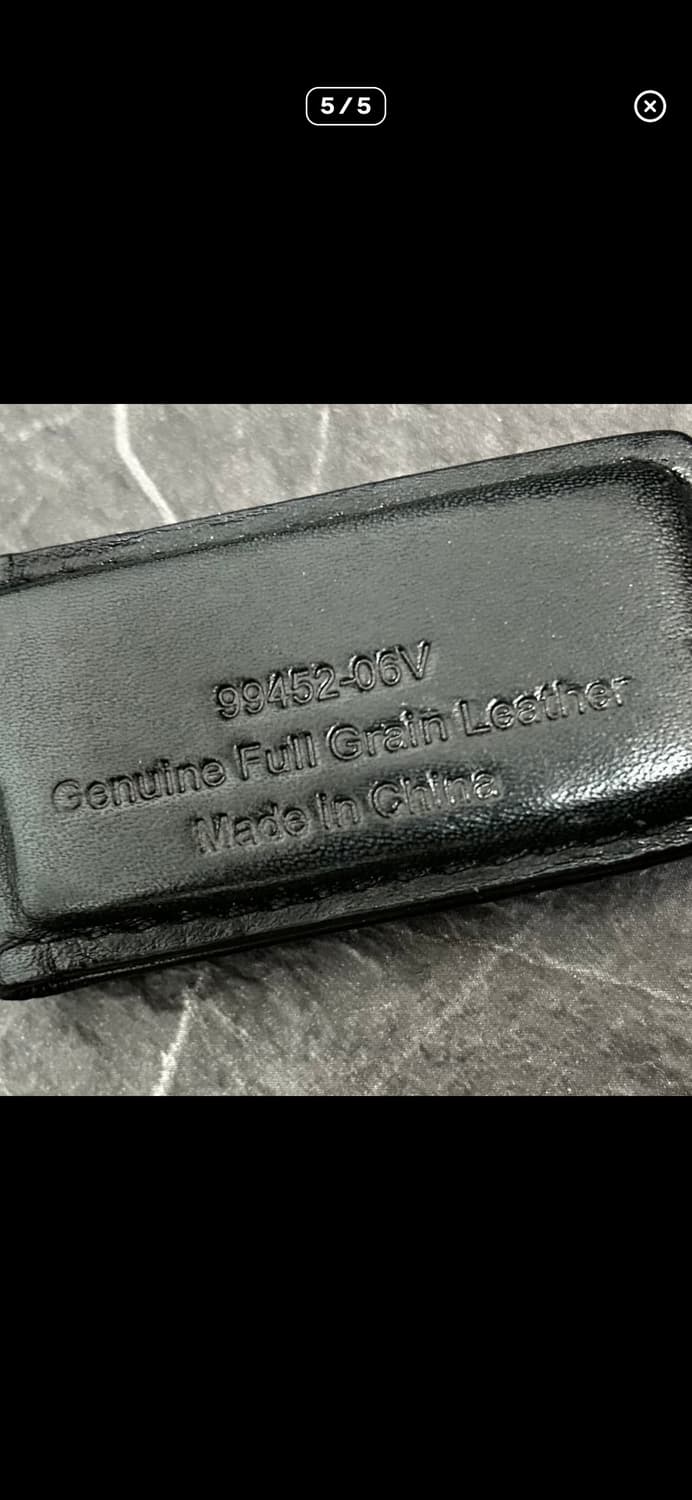 5/5
99452-06V
Genuine Full Grain Leather
Made in China